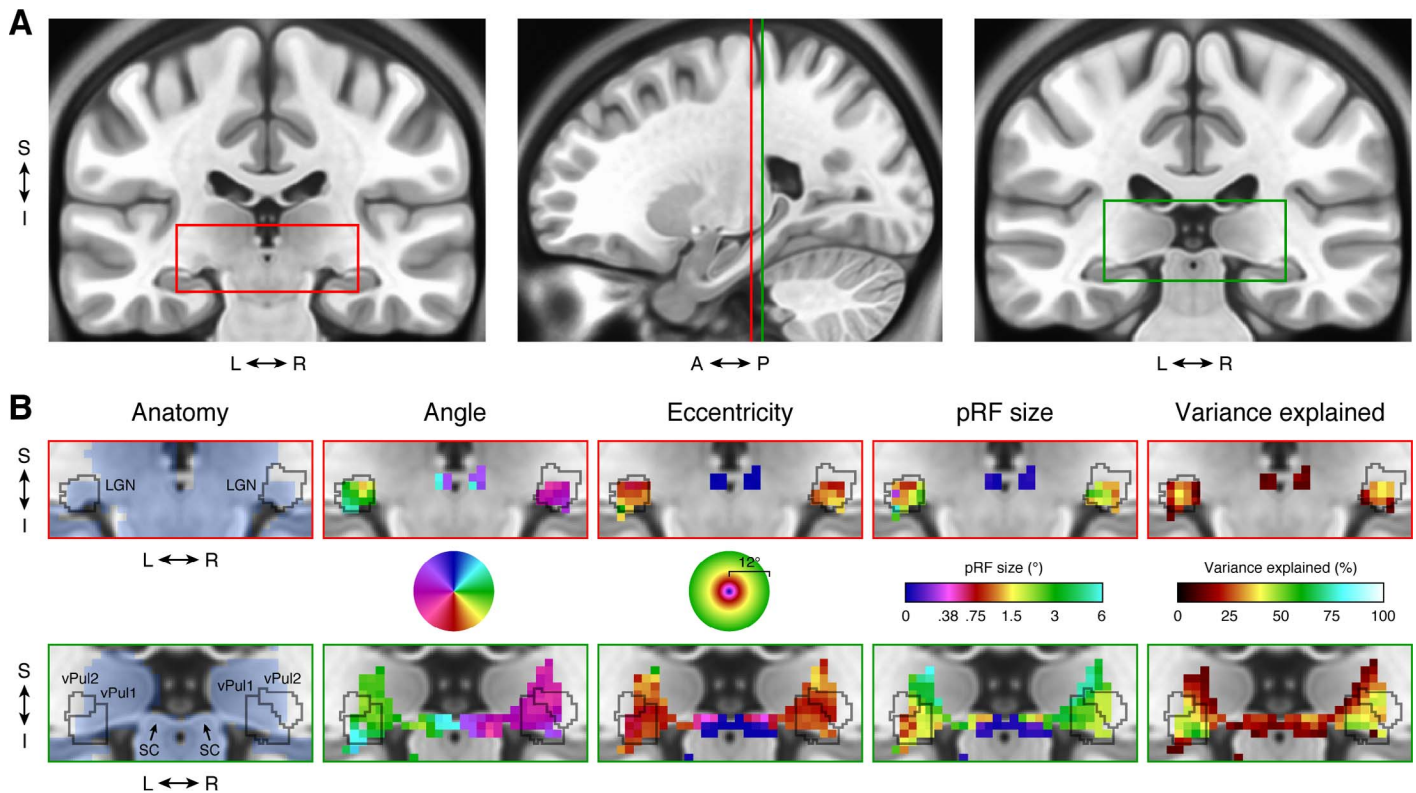 A
S
I
L R
A P
L R
B
Anatomy Angle Eccentricity pRF size Variance explained
S
I
LGN LGN
L R
12°
pRF size (°)
0 .38 .75 1.5 3 6
Variance explained (%)
0 25 50 75 100
S
I
vPul2 vPul1 vPul1 vPul2
SC SC
L R